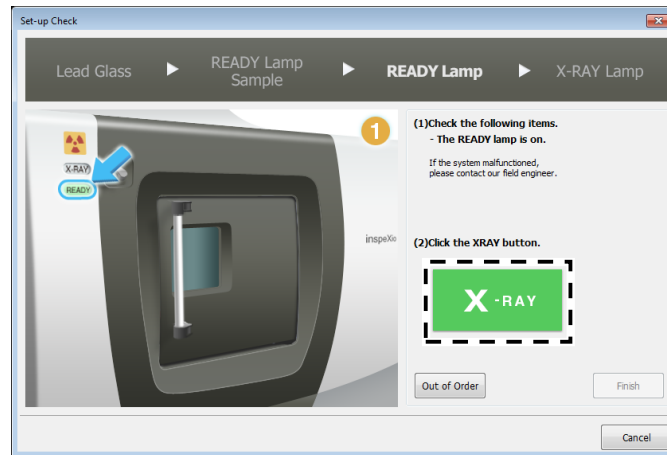 Set-up Check
Lead Glass
READY Lamp
Sample
READY Lamp
X-RAY Lamp
1
X-RAY
READY
inspeXio
(1)Check the following items.
- The READY lamp is on.
If the system malfunctioned,
please contact our field engineer.
(2)Click the XRAY button.
X-RAY
Out of Order
Finish
Cancel